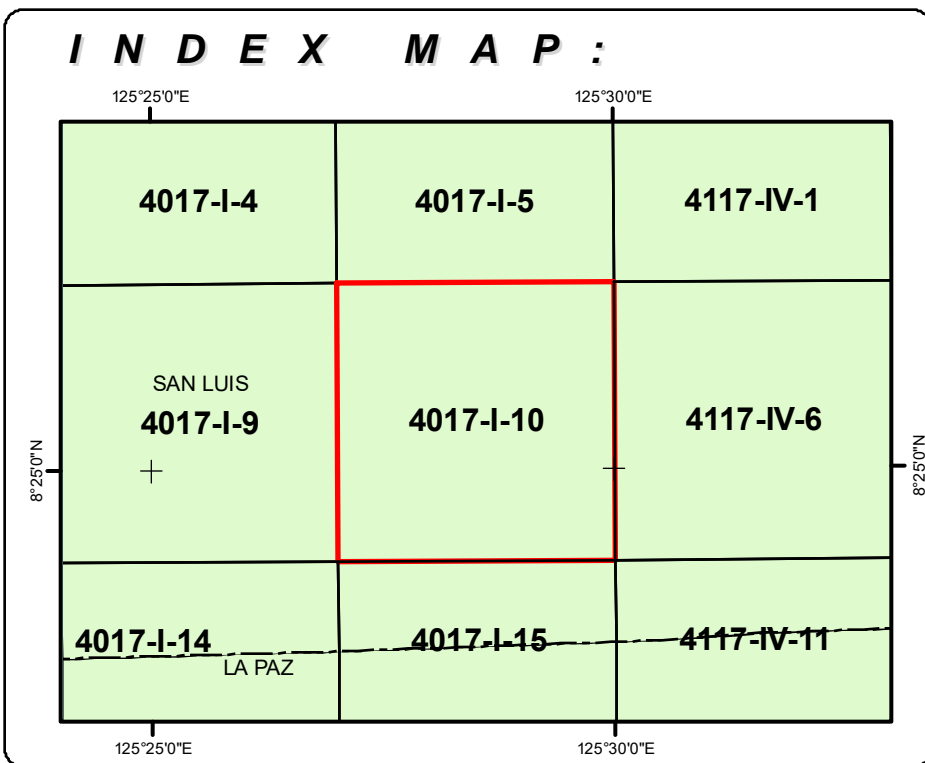 INDEX MAP:
125°25'0"E 125°30'0"E
4017-I-4 4017-I-5 4117-IV-1
SAN LUIS
4017-I-9 4017-I-10 4117-IV-6
8°25'0"N 8°25'0"N
4017-I-14 4017-I-15 4117-IV-11
LA PAZ
125°25'0"E 125°30'0"E